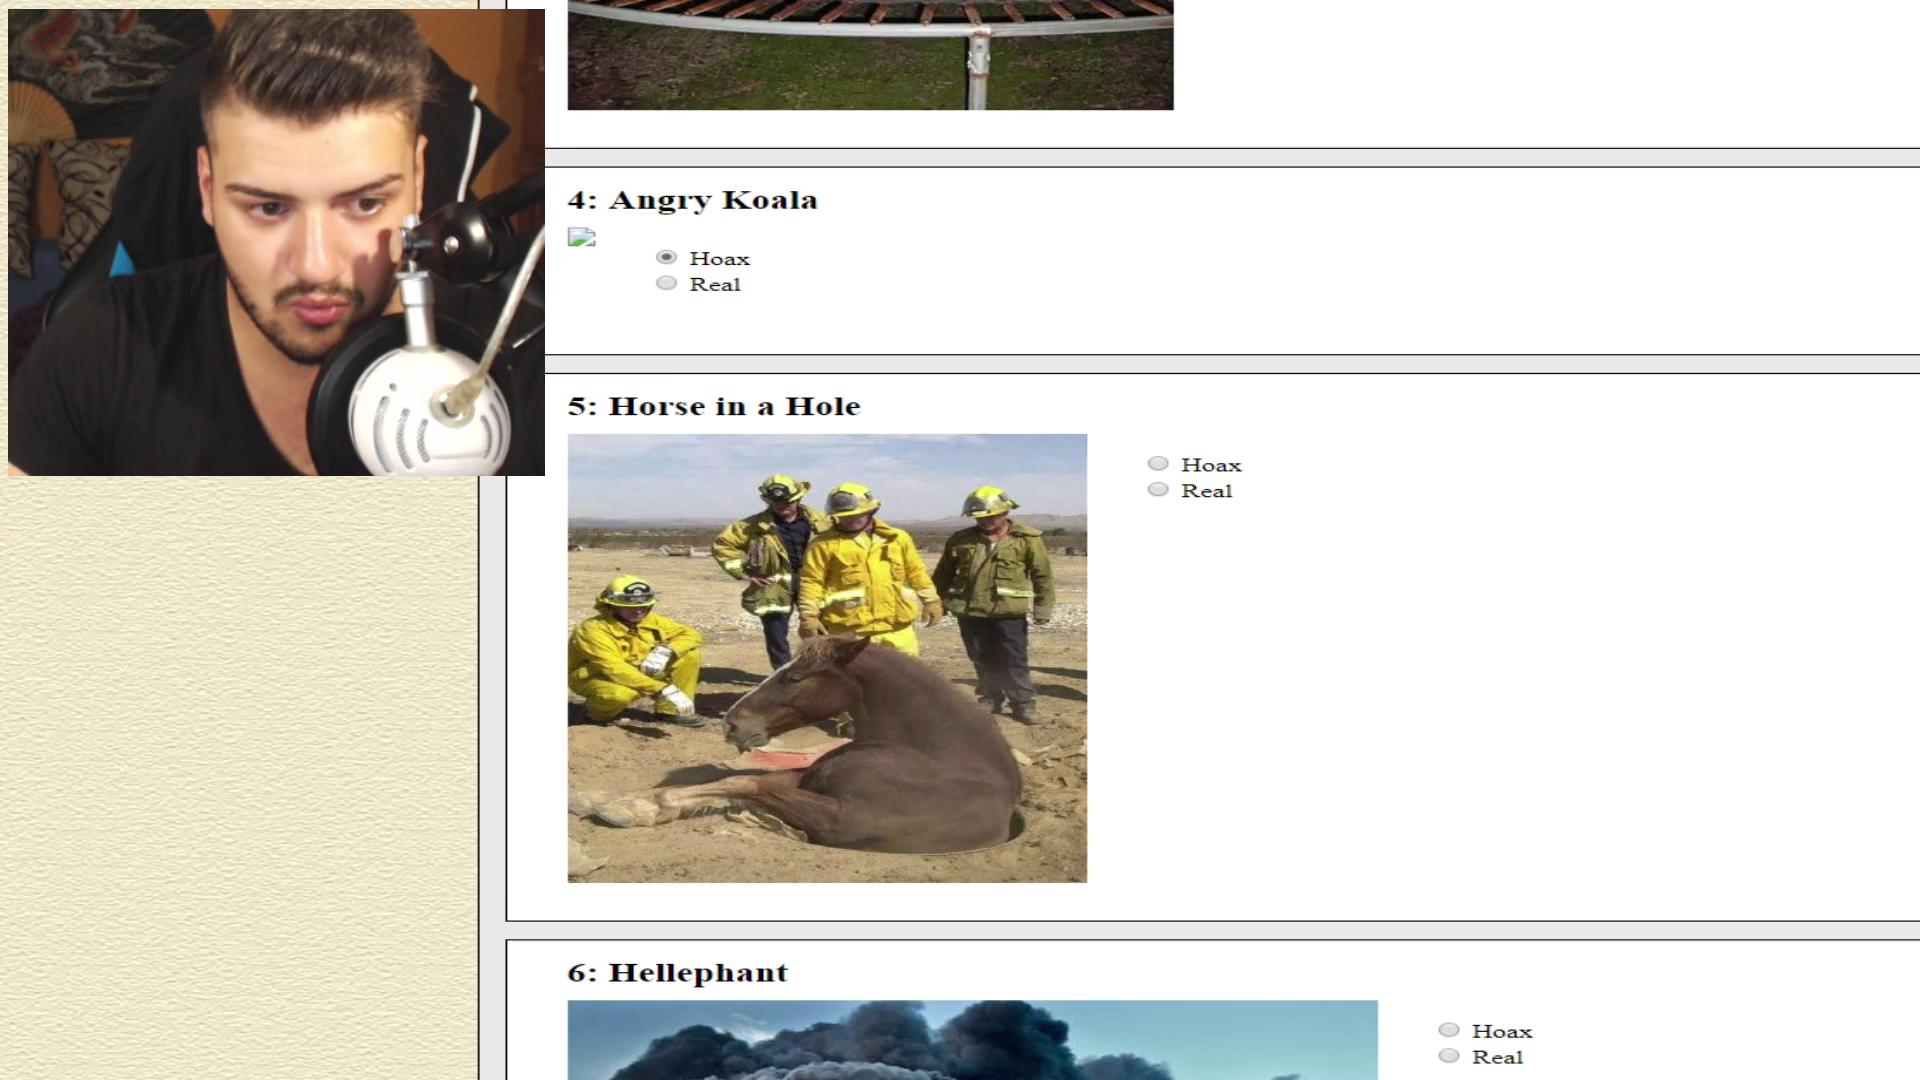 4: Angry Koala
Hoax
Real
5: Horse in a Hole
Hoax
Real
6: Hellephant
Hoax
Real